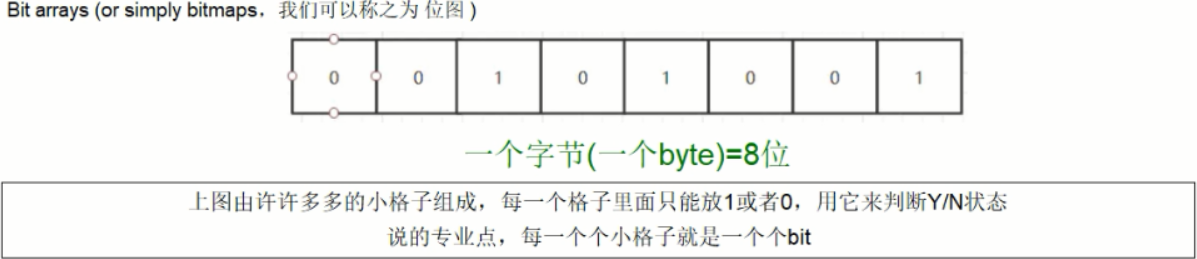 Bit arrays (or simply bitmaps，我们可以称之为 位图 )
0 0 1 0 1 0 0 1
一个字节(一个byte)=8位
上图由许许多多的小格子组成，每一个格子里面只能放1或者0，用它来判断Y/N状态
说的专业点，每一个个小格子就是一个个bit